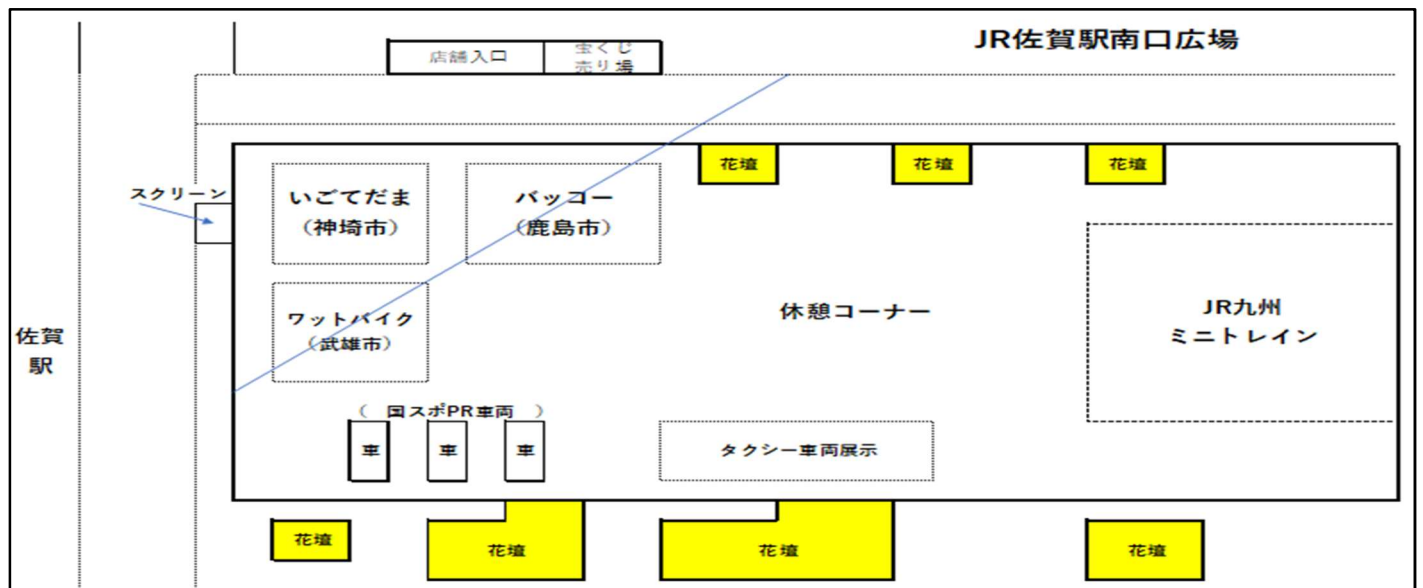 JR佐賀駅南口広場
店舗入口
宝くじ
売り場
花壇
花壇
花壇
スクリーン
いごてだま
（神埼市）
バッコー
（鹿島市）
ワットバイク
（武雄市）
休憩コーナー
JR九州
ミニトレイン
佐賀
駅
（　国スポPR車両　）
車
車
車
タクシー車両展示
花壇
花壇
花壇
花壇